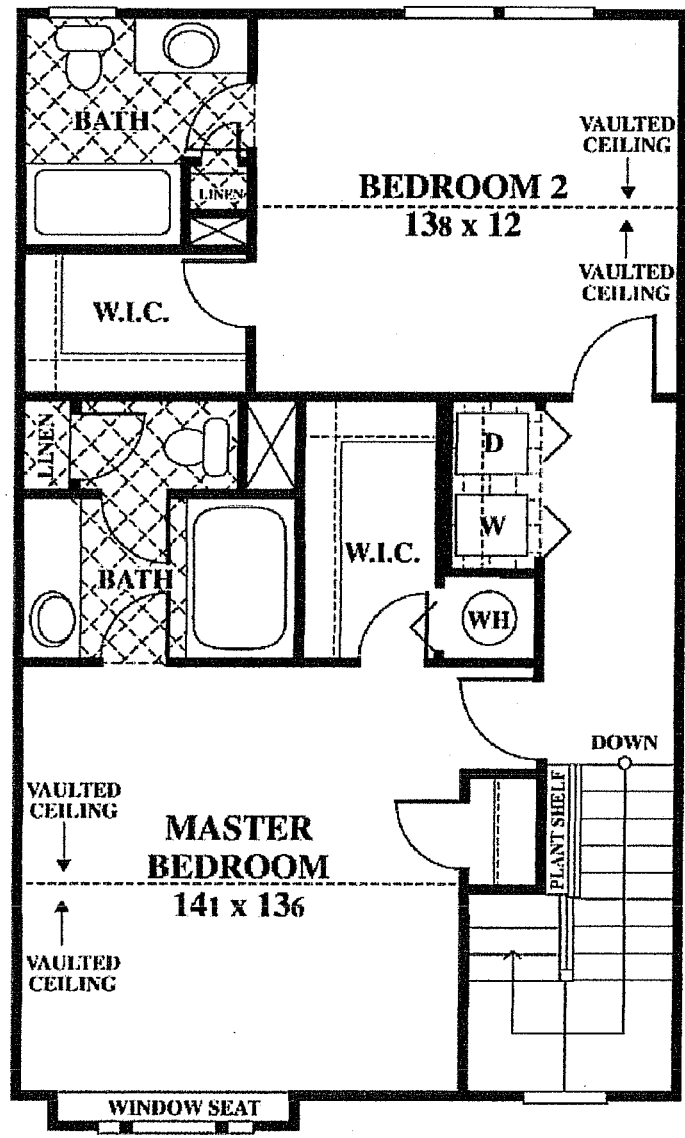 BATH
LINEN
BEDROOM 2
138 x 12
VAULTED
CEILING
VAULTED
CEILING
W.I.C.
LINEN
BATH
W.I.C.
D
W
WH
DOWN
PLANT SHELF
VAULTED
CEILING
MASTER
BEDROOM
141 x 136
VAULTED
CEILING
WINDOW SEAT